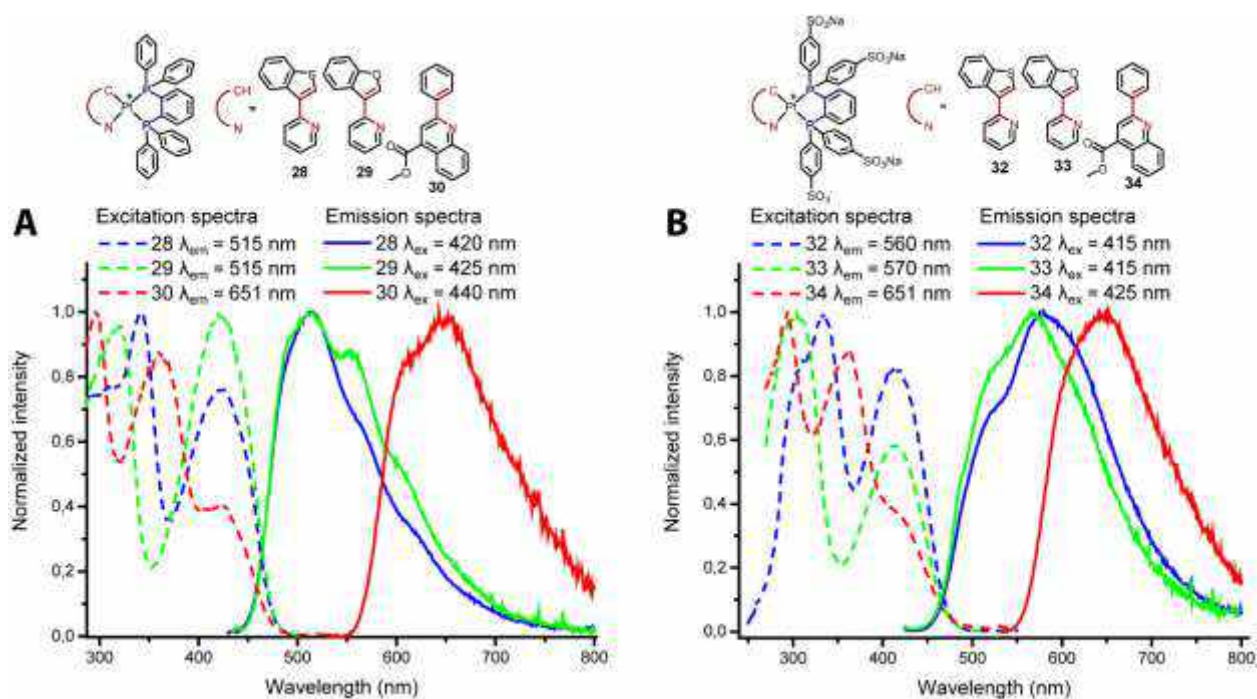 SO₃Na
SO₃Na
C
Pt
P
N
P
+
CH
N
=
S
N
28
O
N
29
N
O
O
30
C
Pt
P
N
P
+
SO₃Na
SO₃
CH
N
=
S
N
32
O
N
33
N
O
O
34
A
Excitation spectra
28 λem = 515 nm
29 λem = 515 nm
30 λem = 651 nm
Emission spectra
28 λex = 420 nm
29 λex = 425 nm
30 λex = 440 nm
Normalized intensity
1,0
0,8
0,6
0,4
0,2
0,0
300 400 500 600 700 800
Wavelength (nm)
B
Excitation spectra
32 λem = 560 nm
33 λem = 570 nm
34 λem = 651 nm
Emission spectra
32 λex = 415 nm
33 λex = 415 nm
34 λex = 425 nm
Normalized intensity
1,0
0,8
0,6
0,4
0,2
0,0
300 400 500 600 700 800
Wavelength (nm)